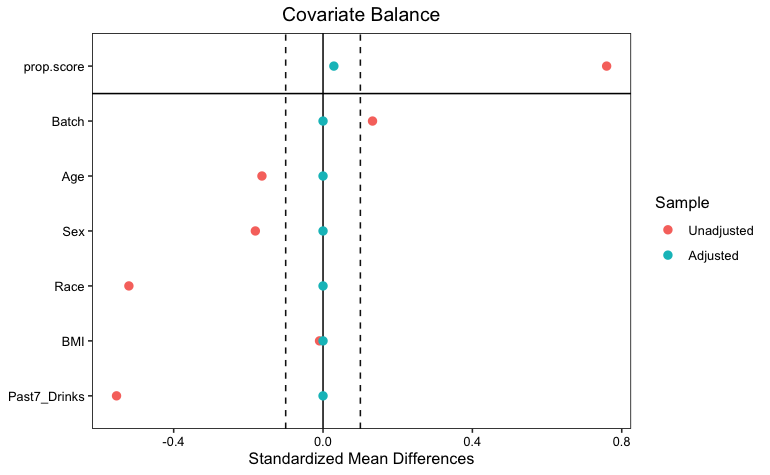 Covariate Balance
prop.score
Batch
Age
Sex
Race
BMI
Past7_Drinks
-0.4
0.0
0.4
0.8
Standardized Mean Differences
Sample
Unadjusted
Adjusted